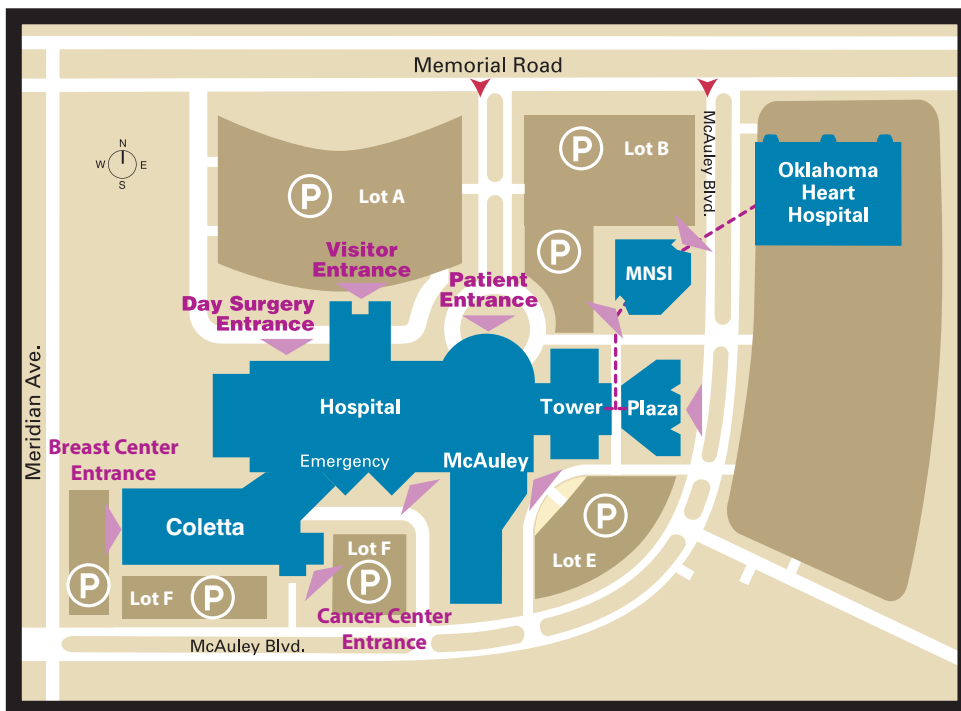 Memorial Road
N
W E
S
P
Lot A
P
Lot B
McAuley Blvd.
Oklahoma
Heart
Hospital
P
MNSI
Visitor
Entrance
Patient
Entrance
Day Surgery
Entrance
Meridian Ave.
Hospital
Tower
Plaza
Breast Center
Entrance
Emergency
McAuley
Coletta
P
Lot E
Lot F
P
P
Lot F
P
Cancer Center
Entrance
McAuley Blvd.